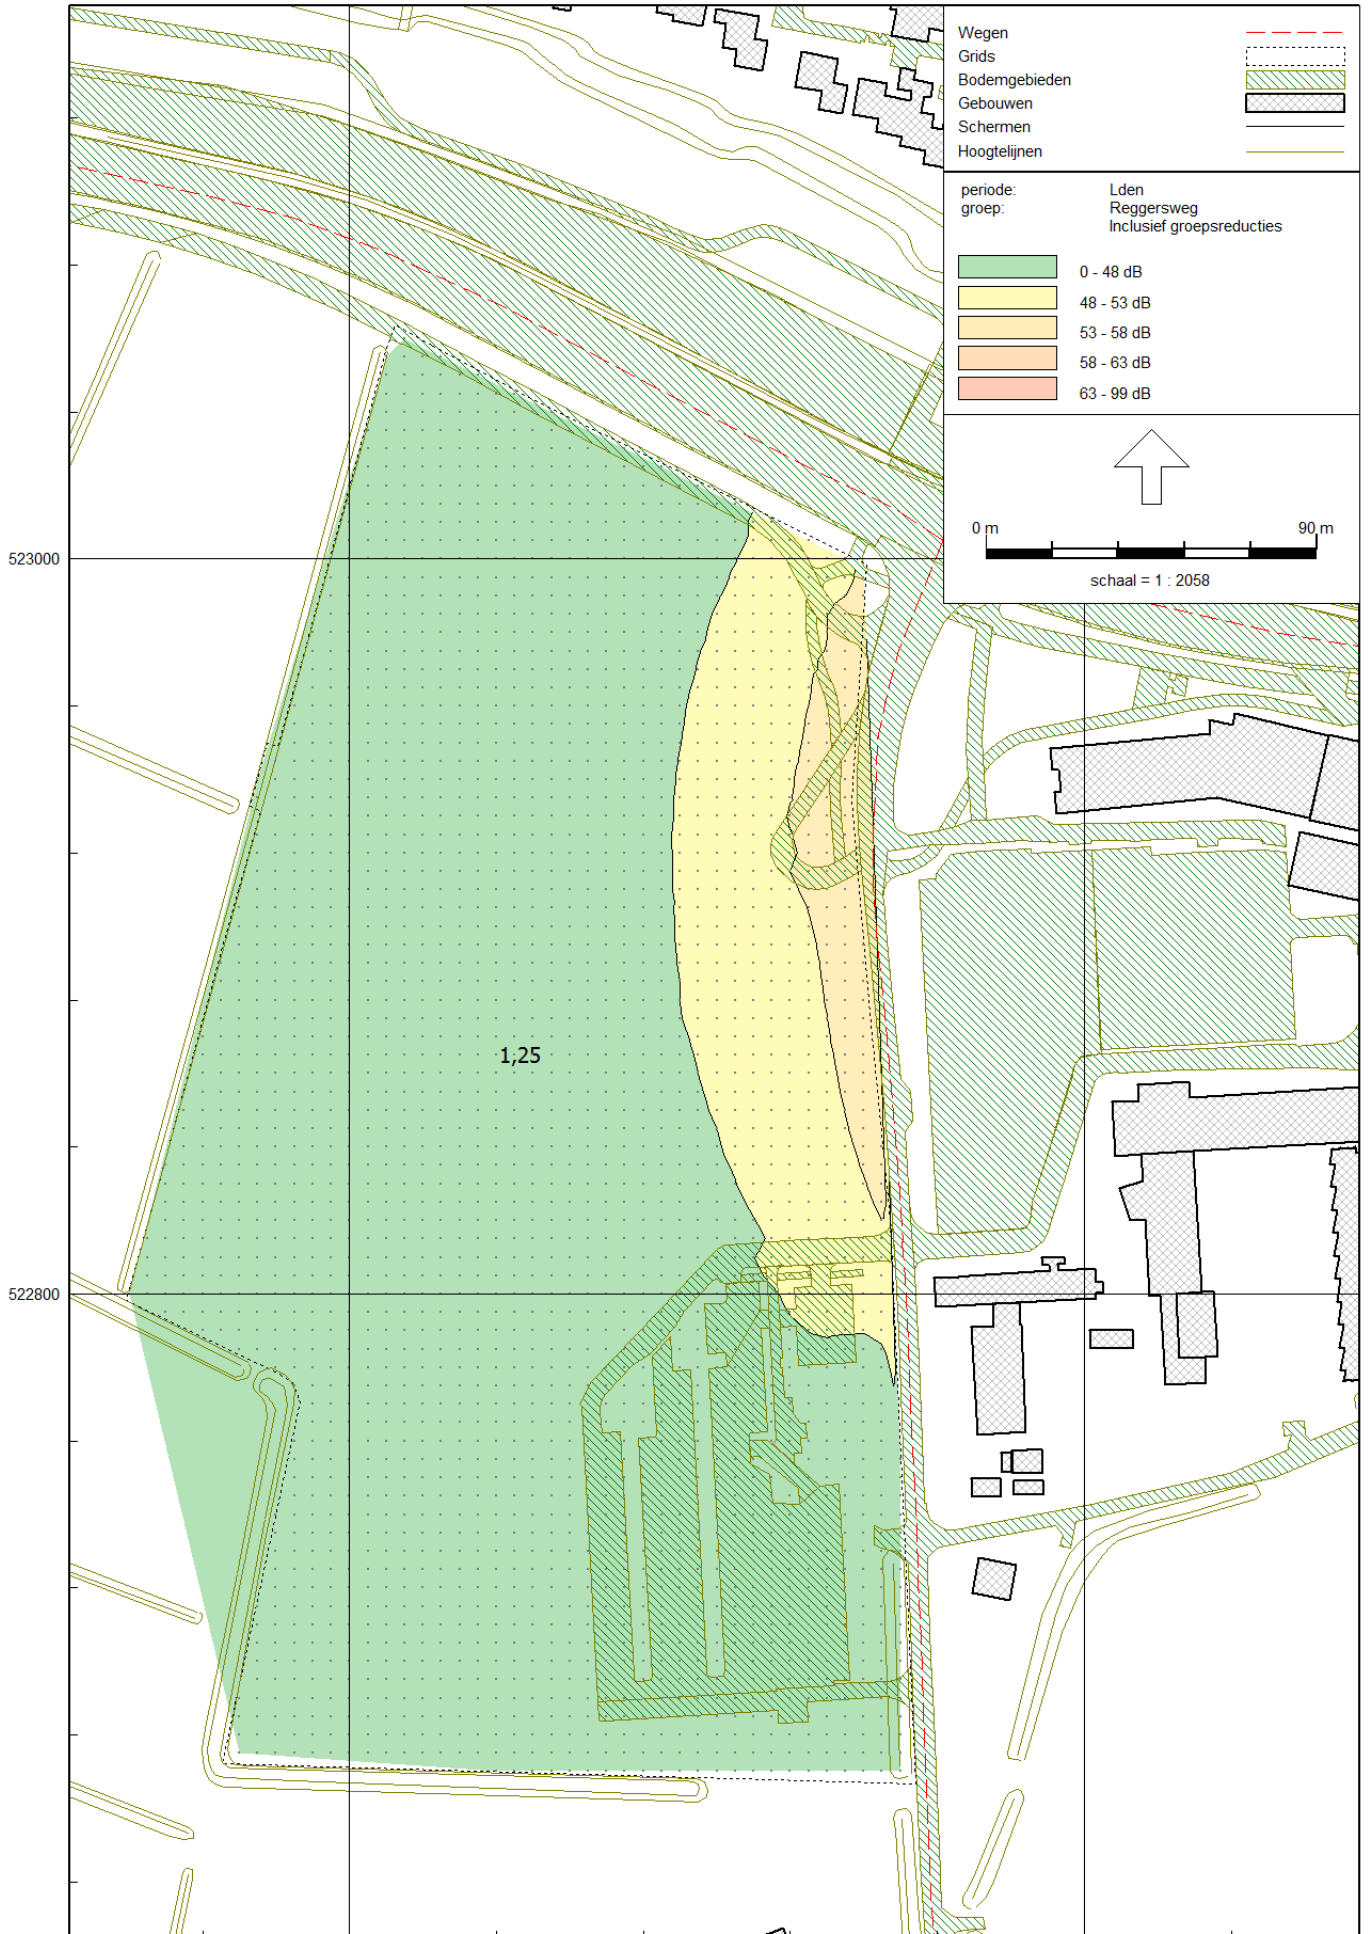 Wegen
Grids
Bodemgebieden
Gebouwen
Schermen
Hoogtelijnen
periode: Lden
groep: Reggersweg
Inclusief groepsreducties
0 - 48 dB
48 - 53 dB
53 - 58 dB
58 - 63 dB
63 - 99 dB
0 m 90 m
schaal = 1 : 2058
523000
1,25
522800